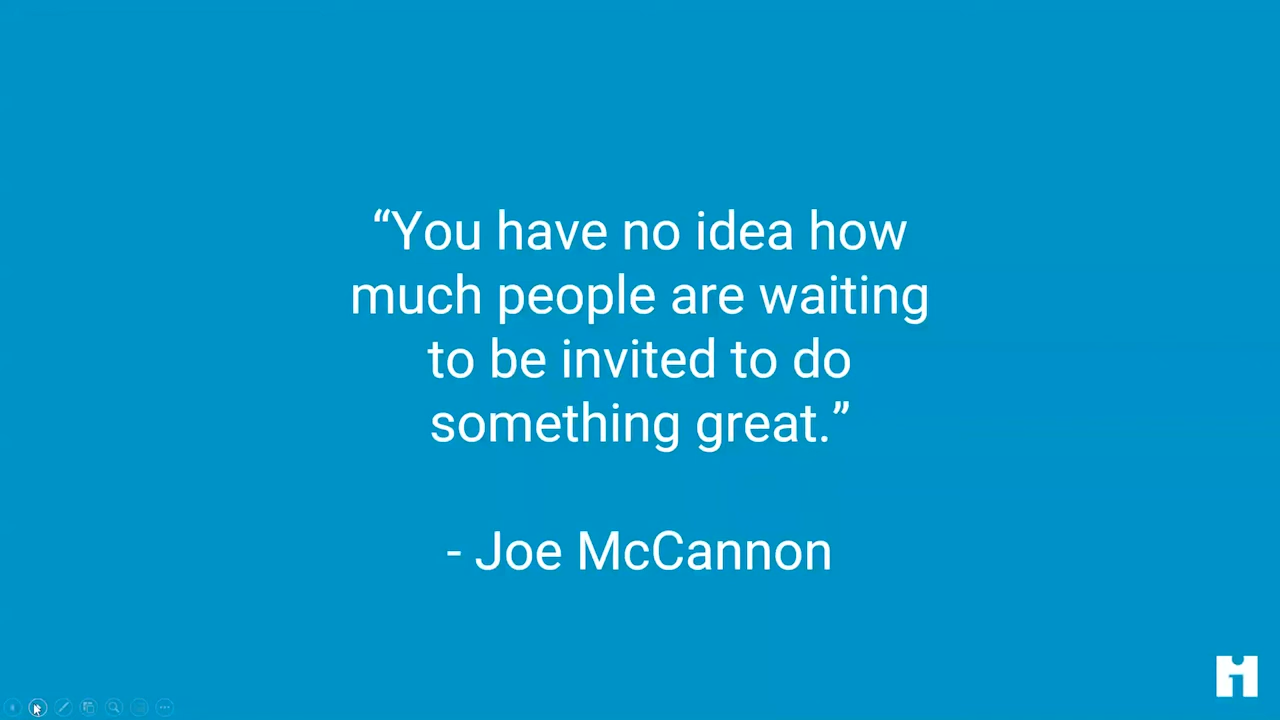 “You have no idea how
much people are waiting
to be invited to do
something great.”
- Joe McCannon